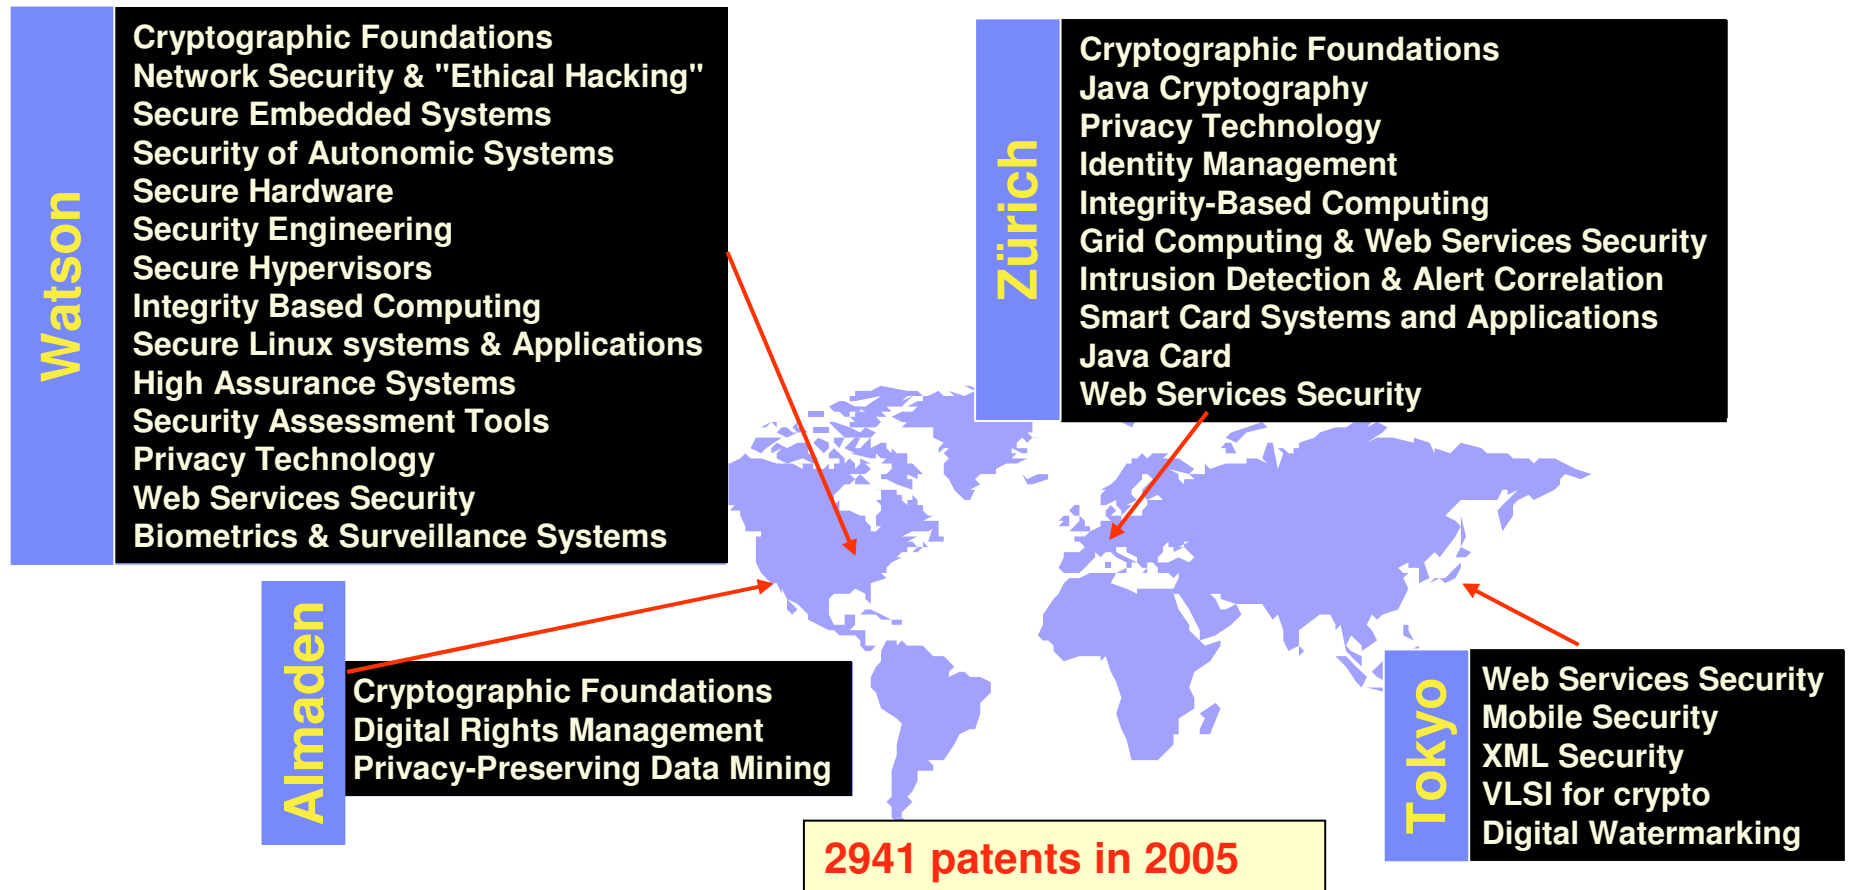 Watson
Cryptographic Foundations
Network Security & "Ethical Hacking"
Secure Embedded Systems
Security of Autonomic Systems
Secure Hardware
Security Engineering
Secure Hypervisors
Integrity Based Computing
Secure Linux systems & Applications
High Assurance Systems
Security Assessment Tools
Privacy Technology
Web Services Security
Biometrics & Surveillance Systems
Zürich
Cryptographic Foundations
Java Cryptography
Privacy Technology
Identity Management
Integrity-Based Computing
Grid Computing & Web Services Security
Intrusion Detection & Alert Correlation
Smart Card Systems and Applications
Java Card
Web Services Security
Almaden
Cryptographic Foundations
Digital Rights Management
Privacy-Preserving Data Mining
Tokyo
Web Services Security
Mobile Security
XML Security
VLSI for crypto
Digital Watermarking
2941 patents in 2005